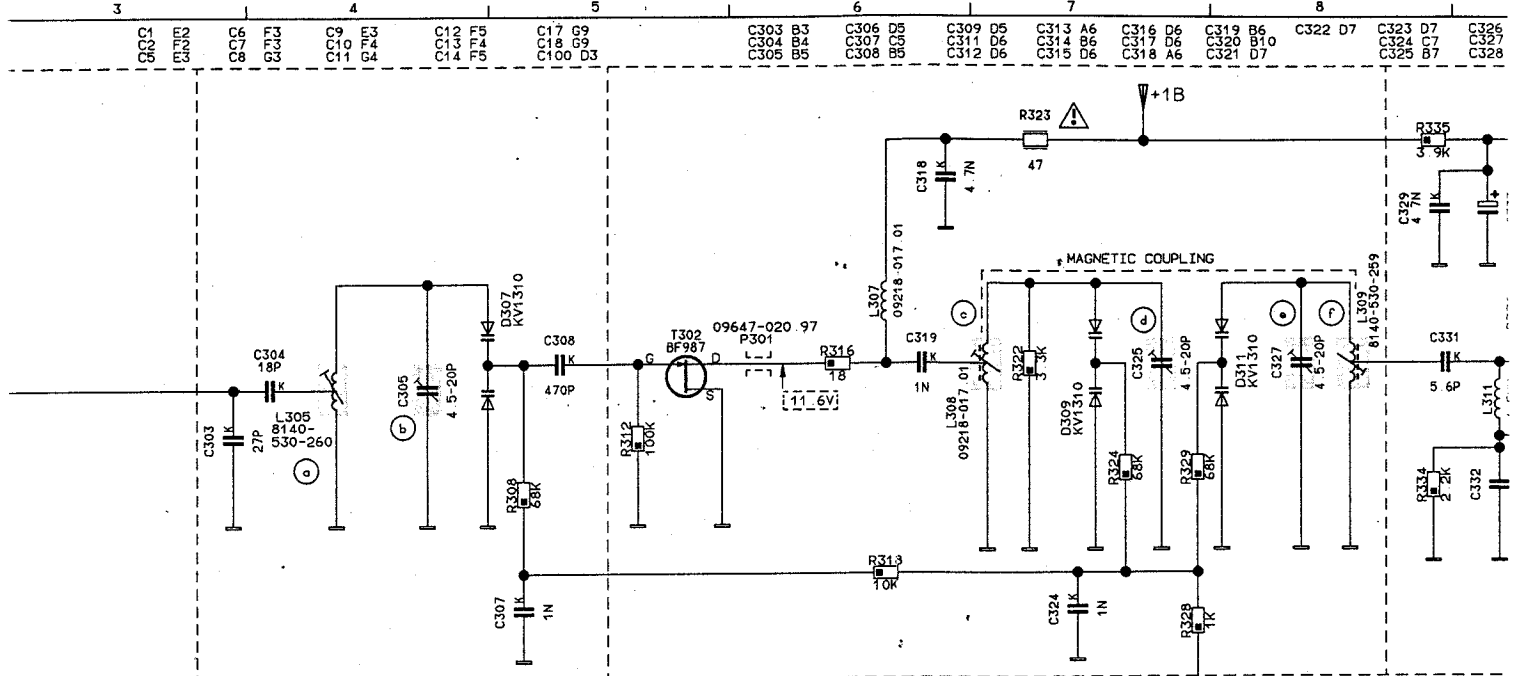 3 4 5 6 7 8
C1 E2 C6 F3 C9 E3 C12 F5 C17 G9 C303 B3 C306 D5 C309 D5 C313 A6 C316 D6 C319 B6 C322 D7 C323 D7 C326
C2 F2 C7 F3 C10 F4 C13 F4 C18 G9 C304 B4 C307 C5 C311 D6 C314 B6 C317 D6 C320 B10 C324 C7 C327
C5 E3 C8 G3 C11 G4 C14 F5 C100 D3 C305 B5 C308 B5 C312 D6 C315 D6 C318 A6 C321 D7 C325 B7 C328
+1B
R323
47
R335
3.9K
C318
K
4.7N
C329
K
4.7N
+
MAGNETIC COUPLING
L307
09218-017.01
L309
8140-530-259
D307
KV1310
c
d
e
f
T302
BF987
09647-020.97
P301
C308
K
470P
G
D
S
R316
18
C319
K
1N
R322
3.3K
C325
4.5-20P
D311
KV1310
C327
4.5-20P
C331
K
5.6P
C304
18P
K
C305
4.5-20P
11.6V
L308
09218-017.01
D309
KV1310
L311
L305
8140-
530-260
C303
K
27P
a
b
R312
100K
R308
68K
R324
68K
R329
68K
R334
2.2K
C332
R313
10K
C307
K
1N
C324
K
1N
R328
1K